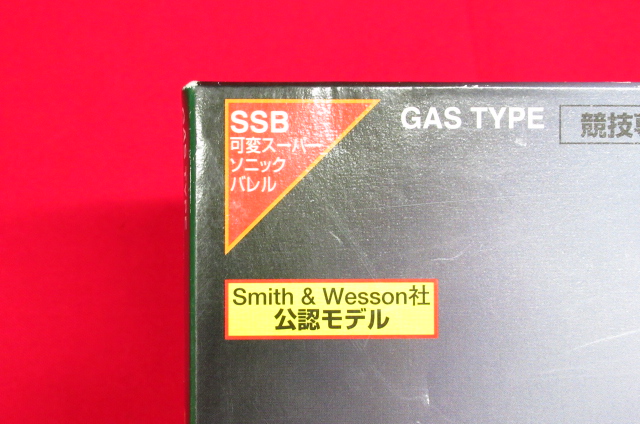 SSB
可変スーパー
ソニック
バレル
GAS TYPE
競技専
Smith & Wesson社
公認モデル